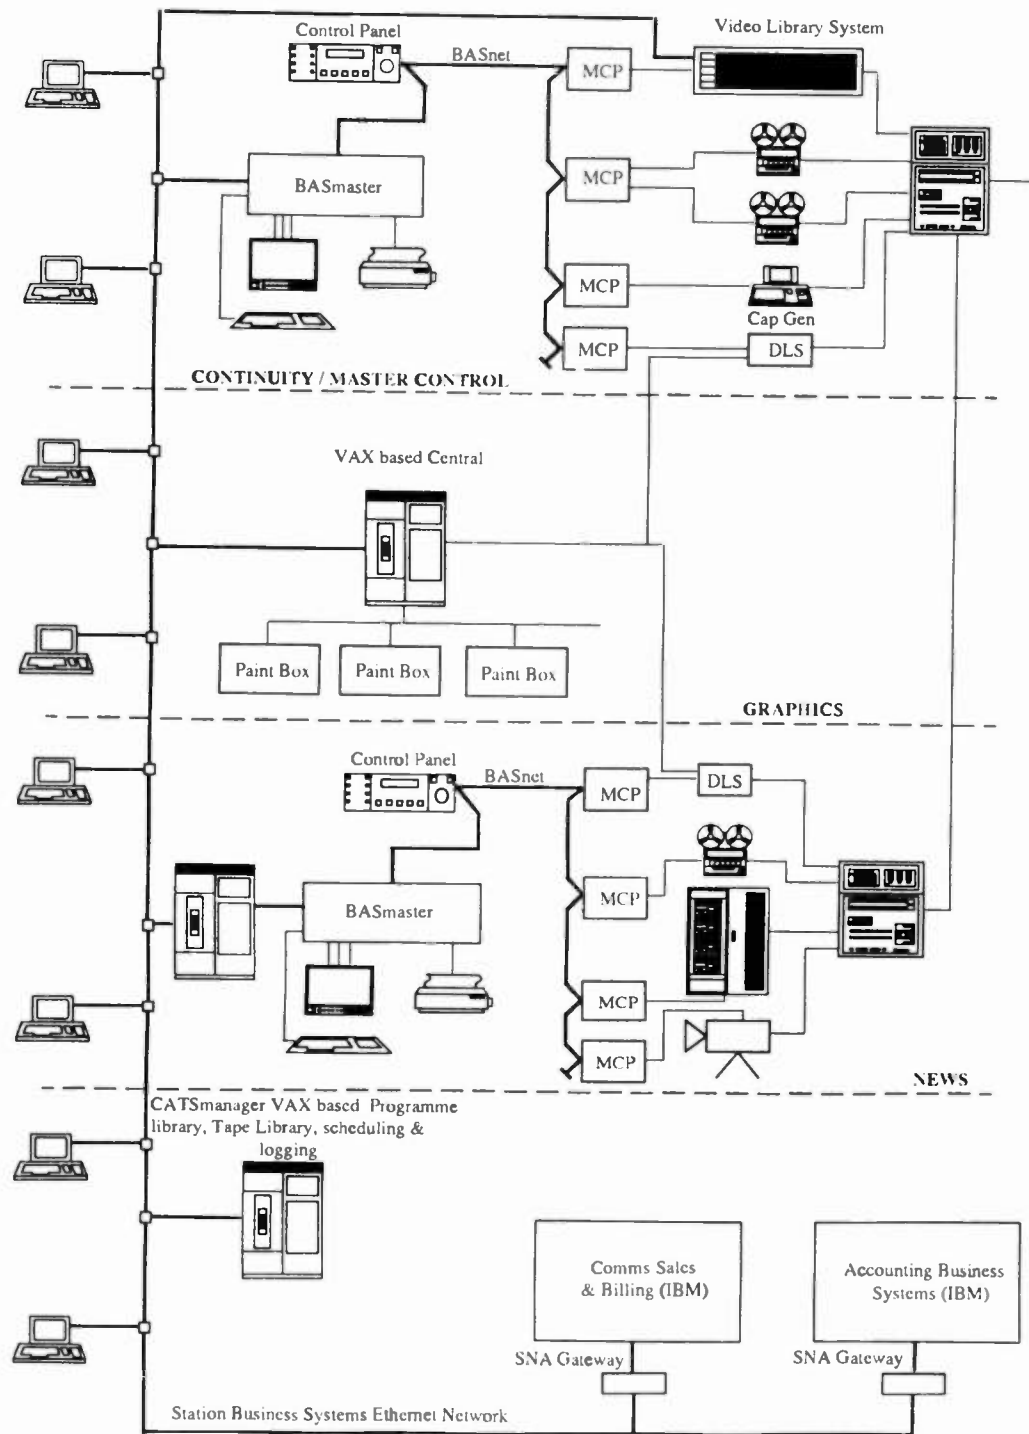 Video Library System
Control Panel
BASnet
MCP
BASmaster
MCP
MCP
Cap Gen
MCP
DLS
CONTINUITY / MASTER CONTROL
VAX based Central
Paint Box
Paint Box
Paint Box
GRAPHICS
Control Panel
BASnet
MCP
DLS
BASmaster
MCP
MCP
MCP
NEWS
CATSmanager VAX based Programme
library, Tape Library, scheduling &
logging
Comms Sales
& Billing (IBM)
Accounting Business
Systems (IBM)
SNA Gateway
SNA Gateway
Station Business Systems Ethernet Network